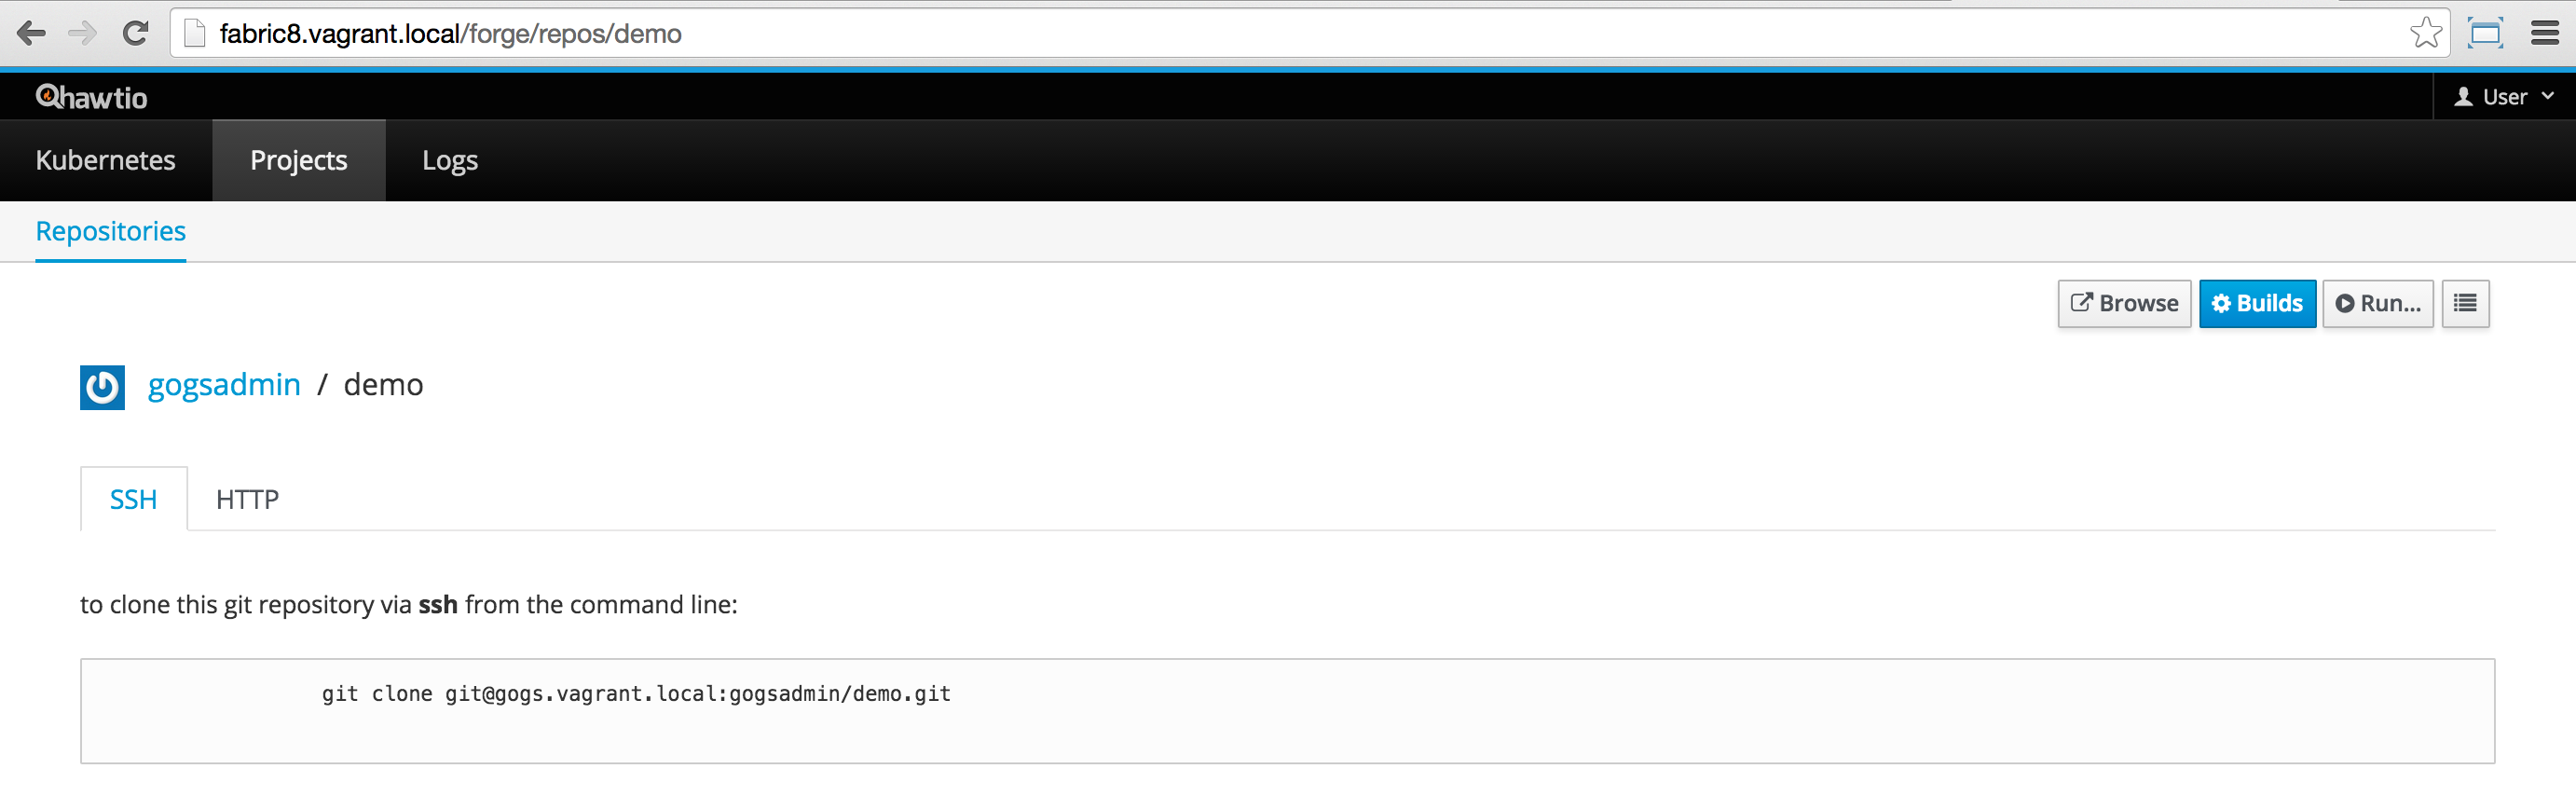 fabric8.vagrant.local/forge/repos/demo
hawtio
User
Kubernetes Projects Logs
Repositories
Browse Builds Run...
gogsadmin / demo
SSH HTTP
to clone this git repository via ssh from the command line:
git clone git@gogs.vagrant.local:gogsadmin/demo.git